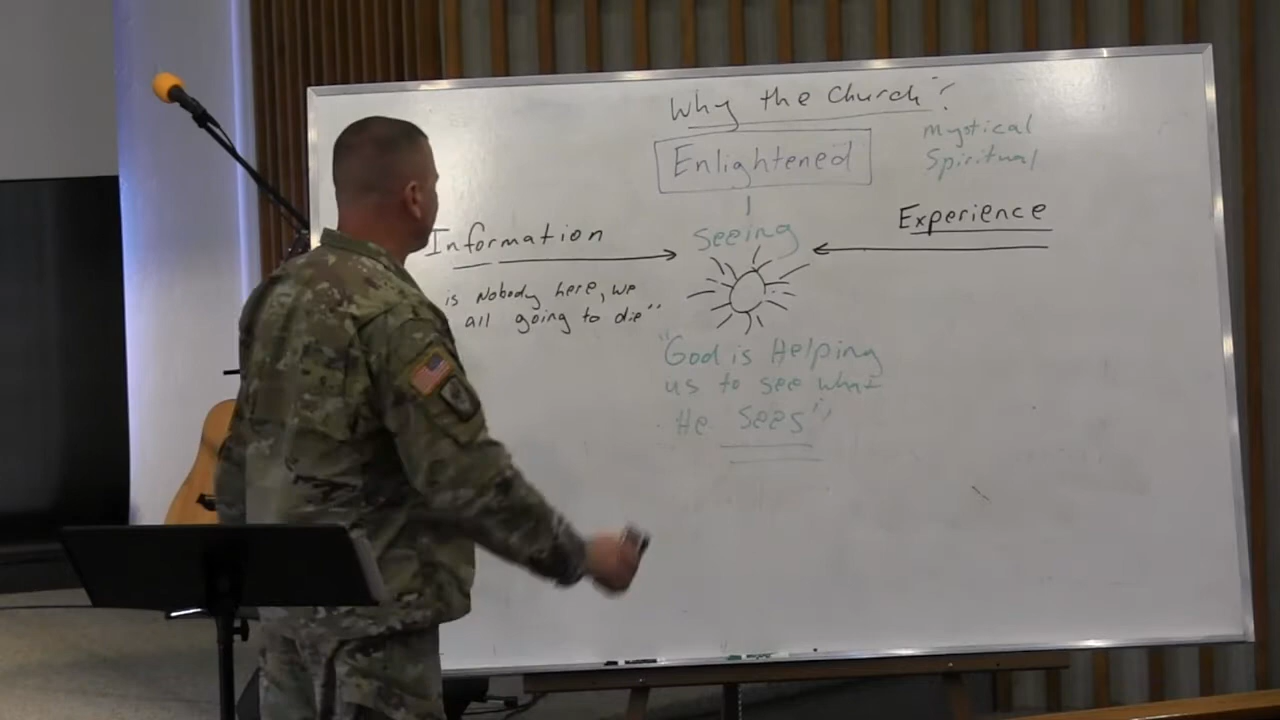 Why the Church?
Enlightened
Mystical
Spiritual
Experience
Seeing
Information
is Nobody here, we
all going to die"
"God is Helping
us to see what
He Sees"